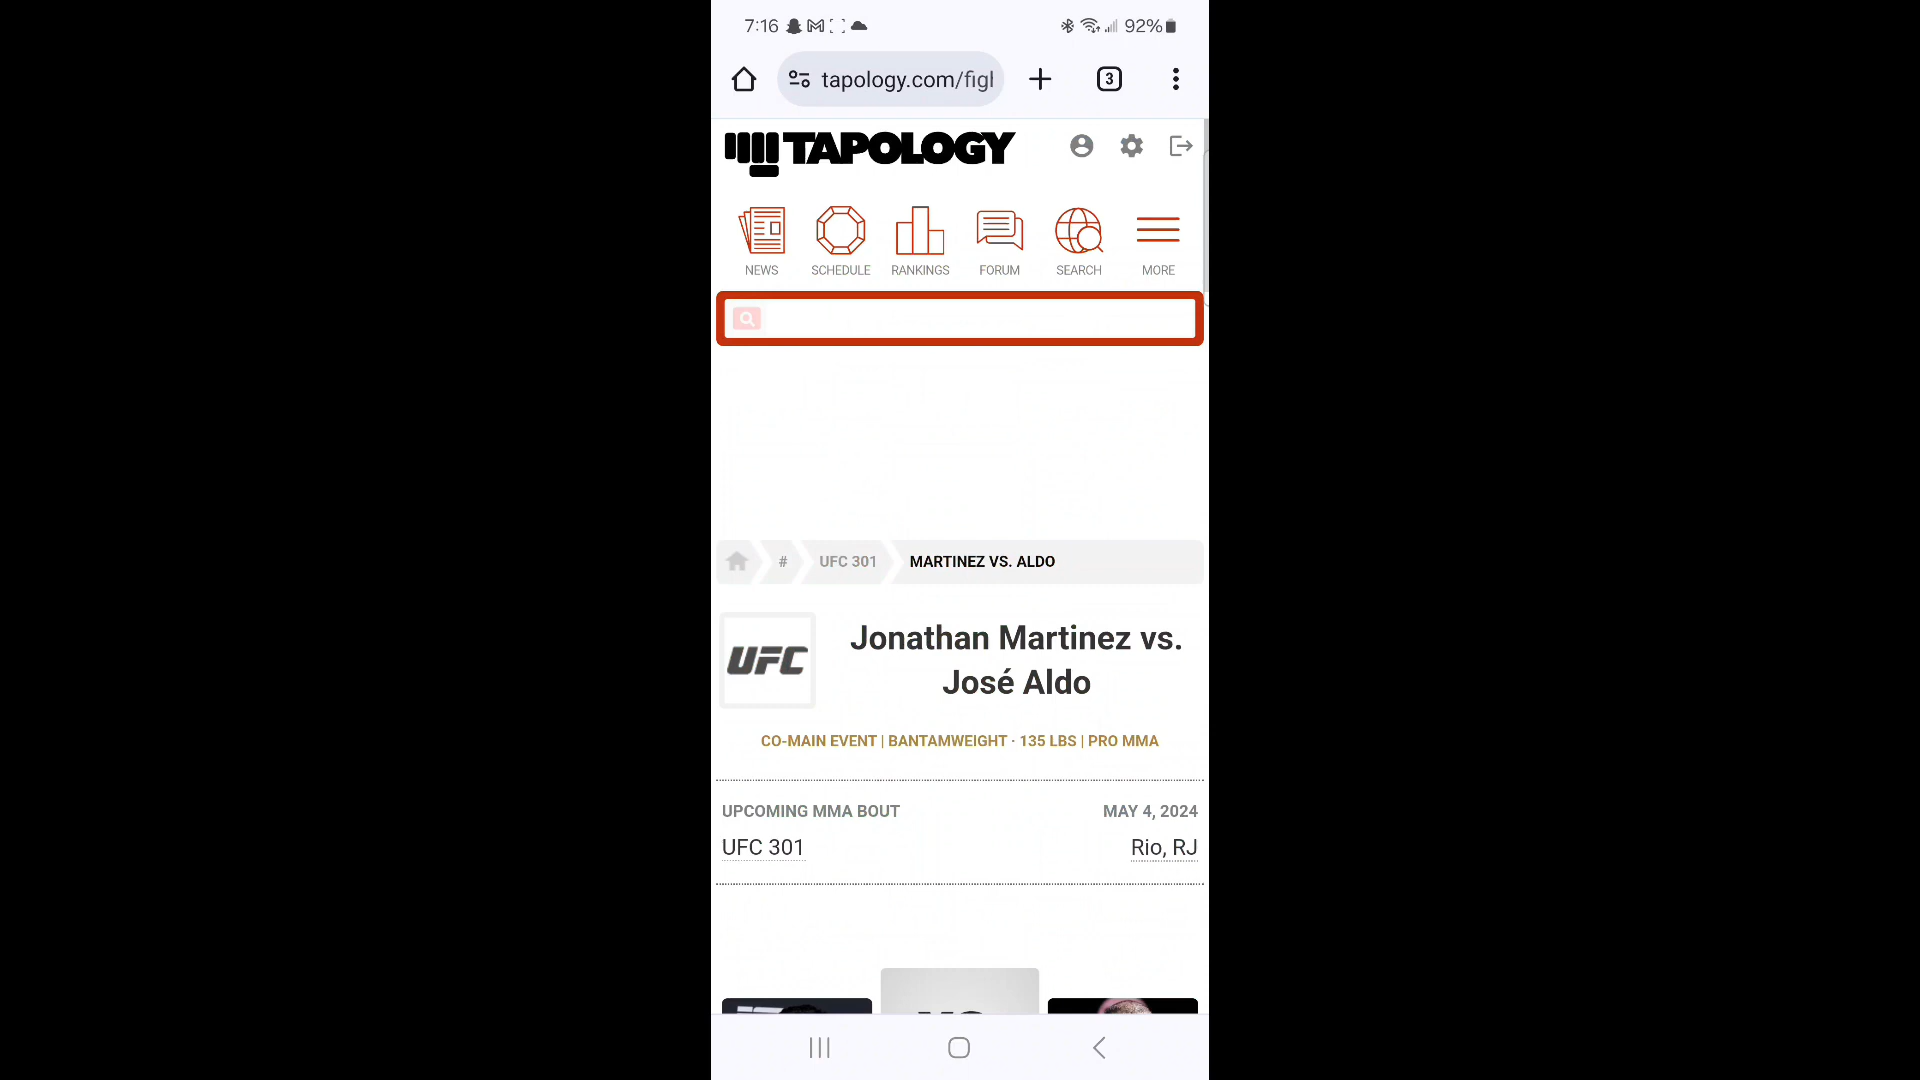 7:16 92%
tapology.com/figl
3
TAPOLOGY
NEWS SCHEDULE RANKINGS FORUM SEARCH MORE
# UFC 301 MARTINEZ VS. ALDO
UFC
Jonathan Martinez vs.
José Aldo
CO-MAIN EVENT | BANTAMWEIGHT · 135 LBS | PRO MMA
UPCOMING MMA BOUT MAY 4, 2024
UFC 301 Rio, RJ